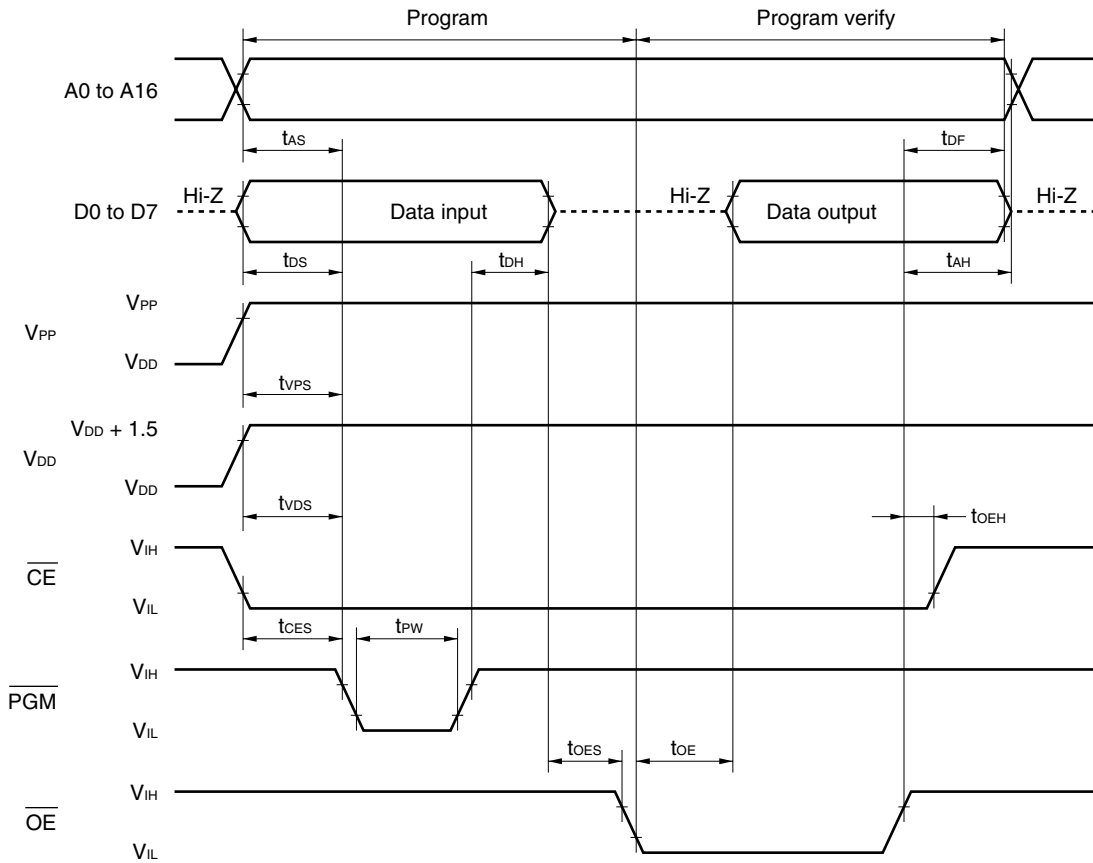 Program Program verify
A0 to A16
tAS tDF
Hi-Z Hi-Z Hi-Z
D0 to D7 Data input Data output
tDS tDH tAH
VPP
VPP
VDD
tVPS
VDD + 1.5
VDD
VDD
tVDS
tOEH
VIH
CE
VIL
tCES tPW
VIH
PGM
VIL
tOES tOE
VIH
OE
VIL